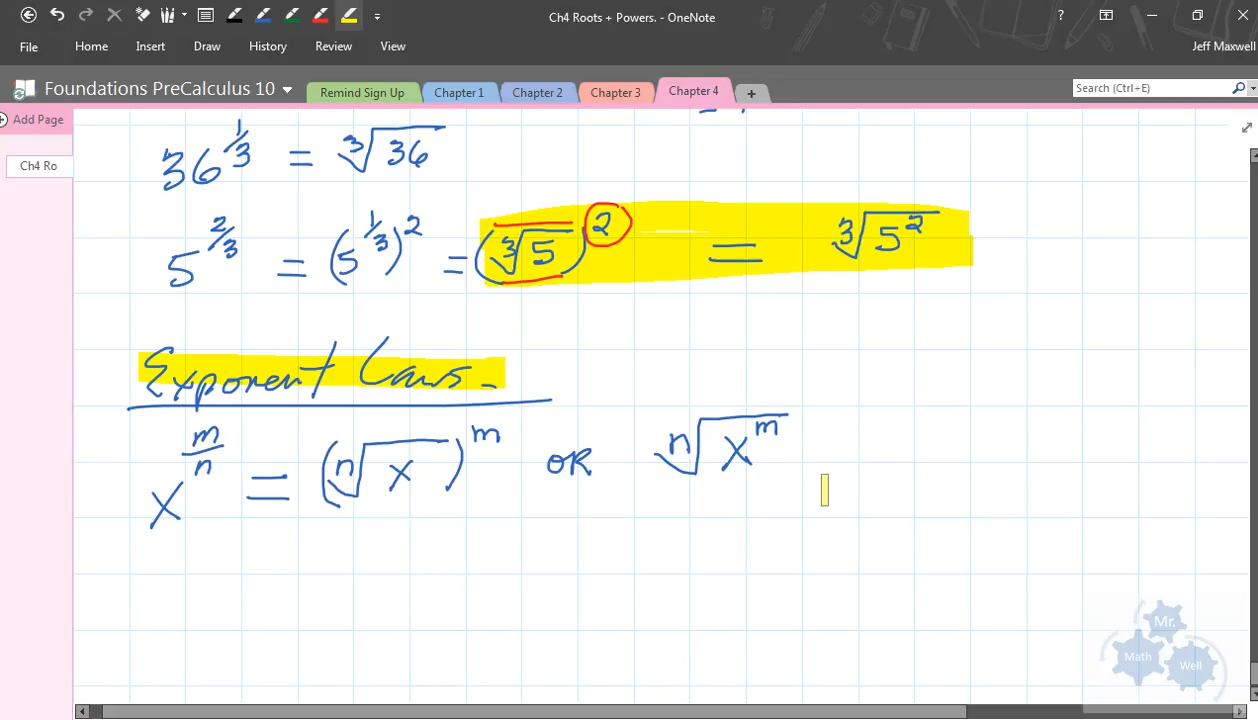 Ch4 Roots + Powers. - OneNote
?
File Home Insert Draw History Review View
Jeff Maxwell
Foundations PreCalculus 10
Remind Sign Up Chapter 1 Chapter 2 Chapter 3 Chapter 4 +
Search (Ctrl+E)
Add Page
Ch4 Ro
36^{1/3} = ∛36
5^{2/3} = (5^{1/3})^2 = (∛5)^2 = ∛5^2
Exponent Laws.
x^{m/n} = (ⁿ√x)^m OR ⁿ√x^m
Mr.
Math Well